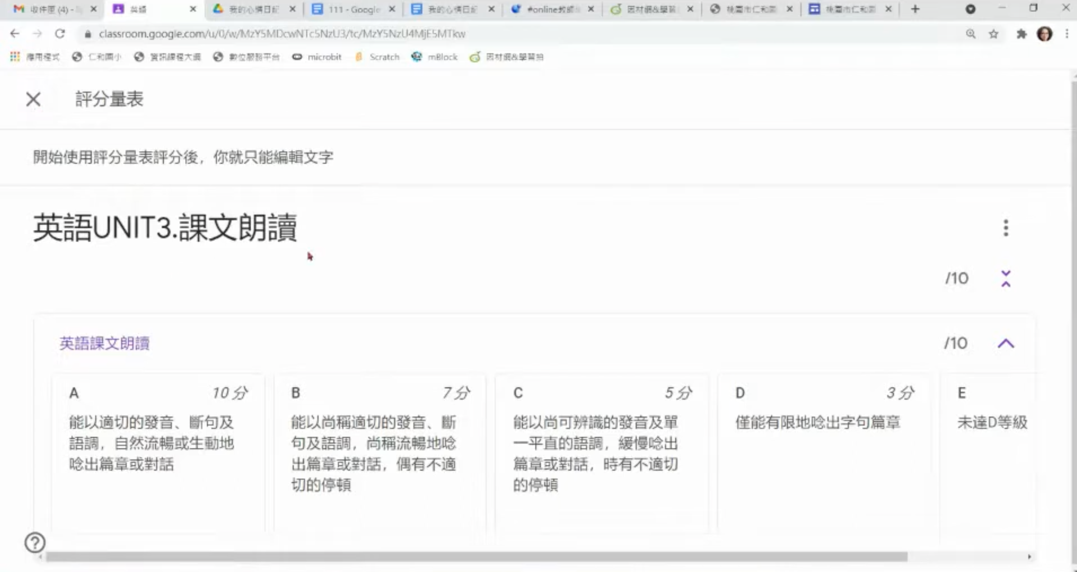 英語
我的心情日記
111 - Google
我的心情日記
#online教師
因材網&學習拍
桃園市仁和國
桃園市仁和國
classroom.google.com/u/0/w/
應用程式
仁和國小
資訊課程大綱
數位服務平台
microbit
Scratch
mBlock
因材網&學習拍
評分量表
開始使用評分量表評分後，你就只能編輯文字
英語UNIT3.課文朗讀
/10
英語課文朗讀
/10
A 10 分
能以適切的發音、斷句及
語調，自然流暢或生動地
唸出篇章或對話
B 7 分
能以尚稱適切的發音、斷
句及語調，尚稱流暢地唸
出篇章或對話，偶有不適
切的停頓
C 5 分
能以尚可辨識的發音及單
一平直的語調，緩慢唸出
篇章或對話，時有不適切
的停頓
D 3 分
僅能有限地唸出字句篇章
E
未達D等級